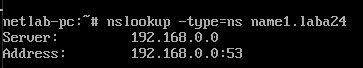 netlab-pc:~# nslookup -type=ns name1.laba24
Server: 192.168.0.0
Address: 192.168.0.0:53